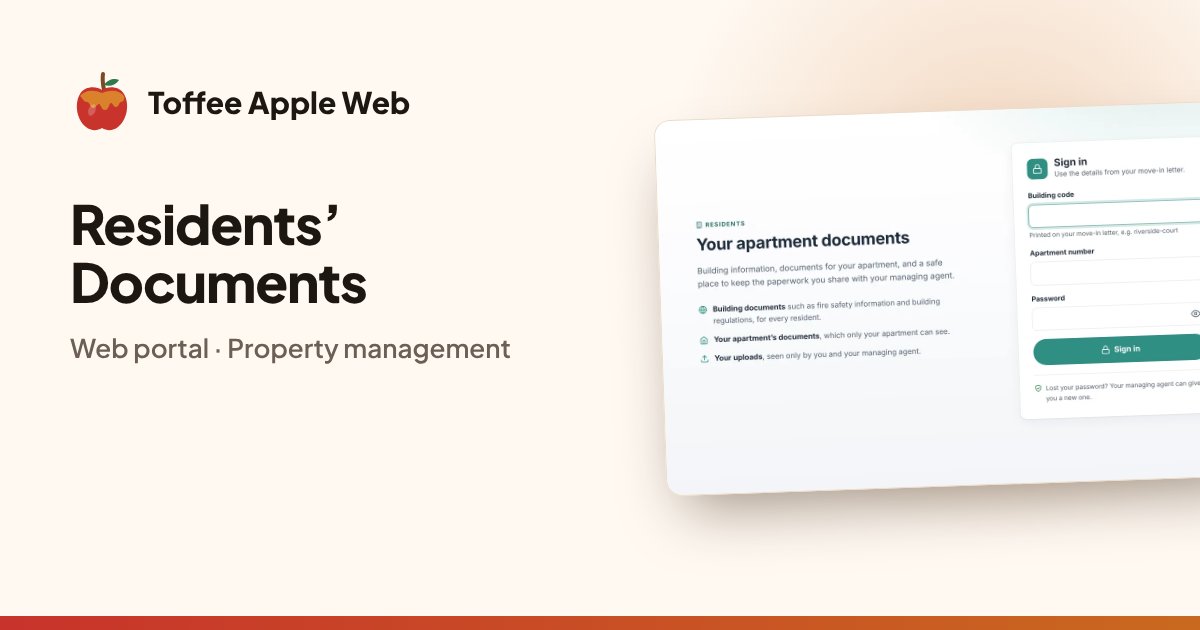 Toffee Apple Web
Residents’
Documents
Web portal · Property management
RESIDENTS
Your apartment documents
Building information, documents for your apartment, and a safe
place to keep the paperwork you share with your managing agent.
Building documents such as fire safety information and building
regulations, for every resident.
Your apartment's documents, which only your apartment can see.
Your uploads, seen only by you and your managing agent.
Sign in
Use the details from your move-in letter.
Building code
Printed on your move-in letter, e.g. riverside-court
Apartment number
Password
Sign in
Lost your password? Your managing agent can give
you a new one.